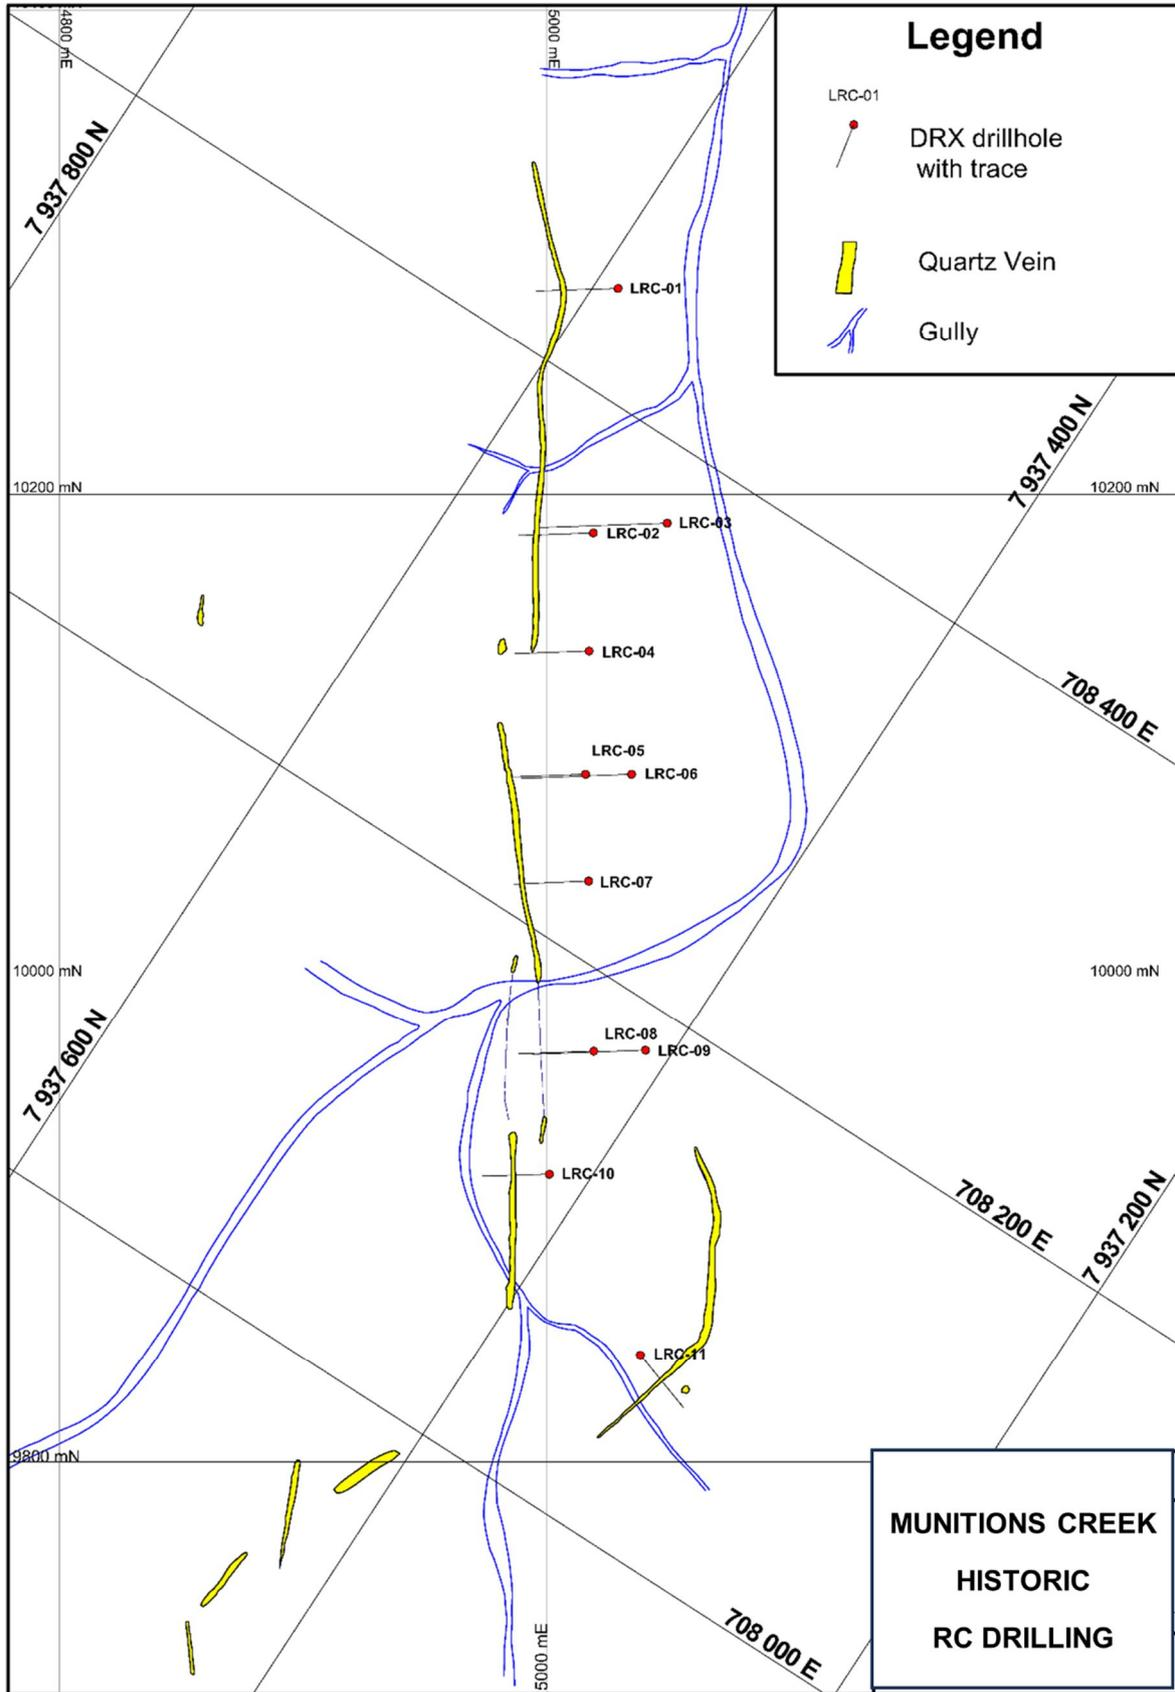 4800 mE
5000 mE
Legend
LRC-01
DRX drillhole
with trace
Quartz Vein
Gully
7 937 800 N
LRC-01
7 937 400 N
10200 mN
10200 mN
LRC-03
LRC-02
LRC-04
708 400 E
LRC-05
LRC-06
LRC-07
10000 mN
10000 mN
7 937 600 N
LRC-08
LRC-09
LRC-10
708 200 E
7 937 200 N
LRC-11
9800 mN
MUNITIONS CREEK
HISTORIC
RC DRILLING
5000 mE
708 000 E